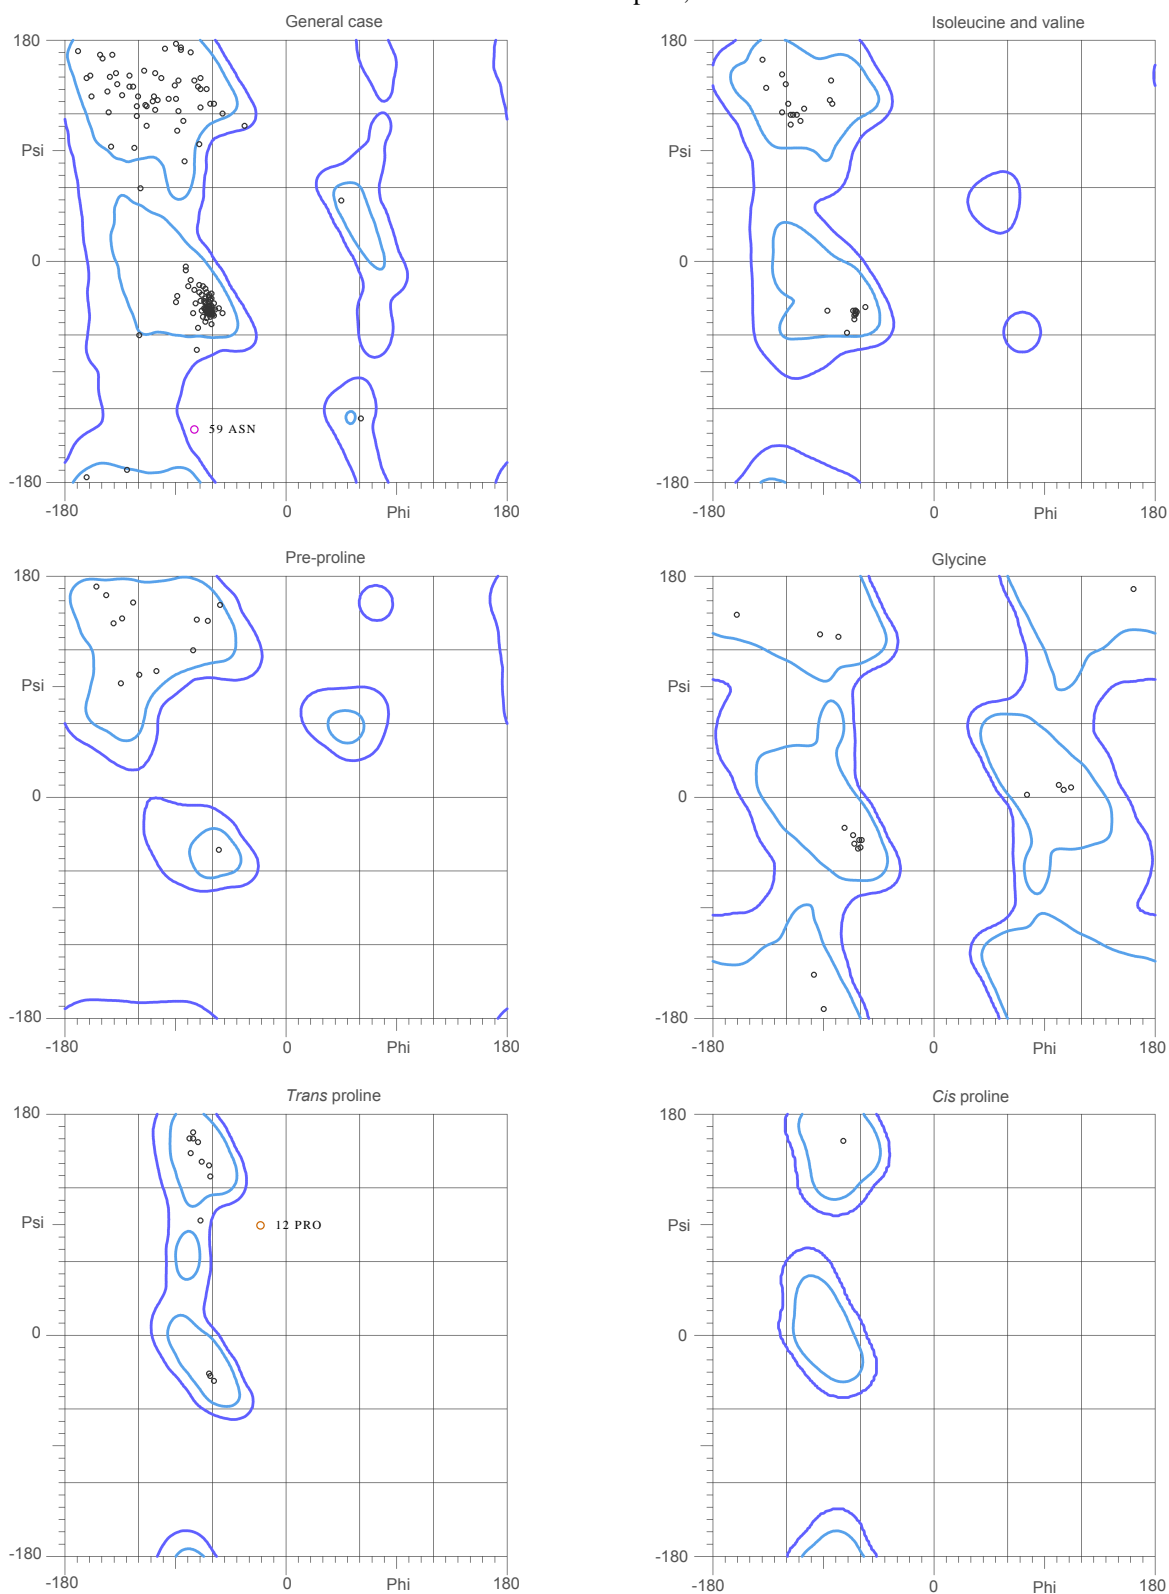 General case
180
Psi
0
-180
-180
0
Phi
180
59 ASN
Isoleucine and valine
180
Psi
0
-180
-180
0
Phi
180
Pre-proline
180
Psi
0
-180
-180
0
Phi
180
Glycine
180
Psi
0
-180
-180
0
Phi
180
Trans proline
180
Psi
0
-180
-180
0
Phi
180
12 PRO
Cis proline
180
Psi
0
-180
-180
0
Phi
180